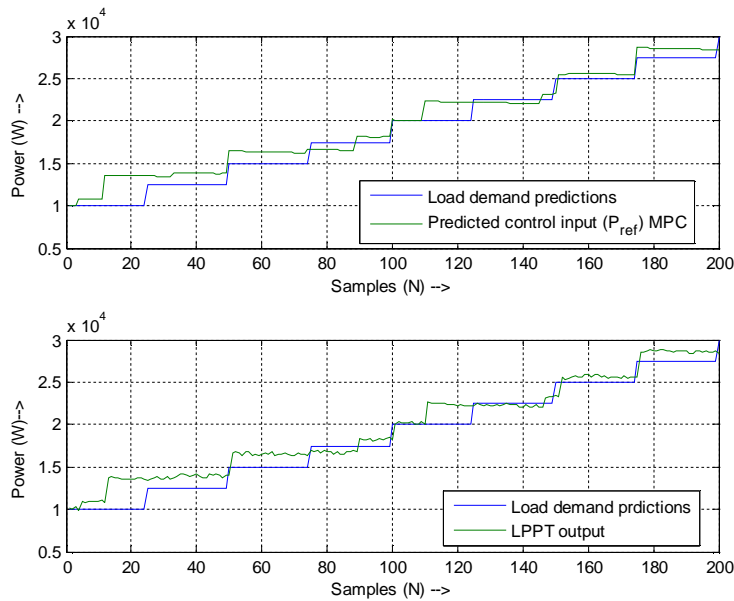 x 10^4
3
2.5
2
1.5
1
0.5
Power (W) -->
0 20 40 60 80 100 120 140 160 180 200
Samples (N) -->
Load demand predictions
Predicted control input (P_ref) MPC
x 10^4
3
2.5
2
1.5
1
0.5
Power (W)-->
0 20 40 60 80 100 120 140 160 180 200
Samples (N) -->
Load demand prdictions
LPPT output